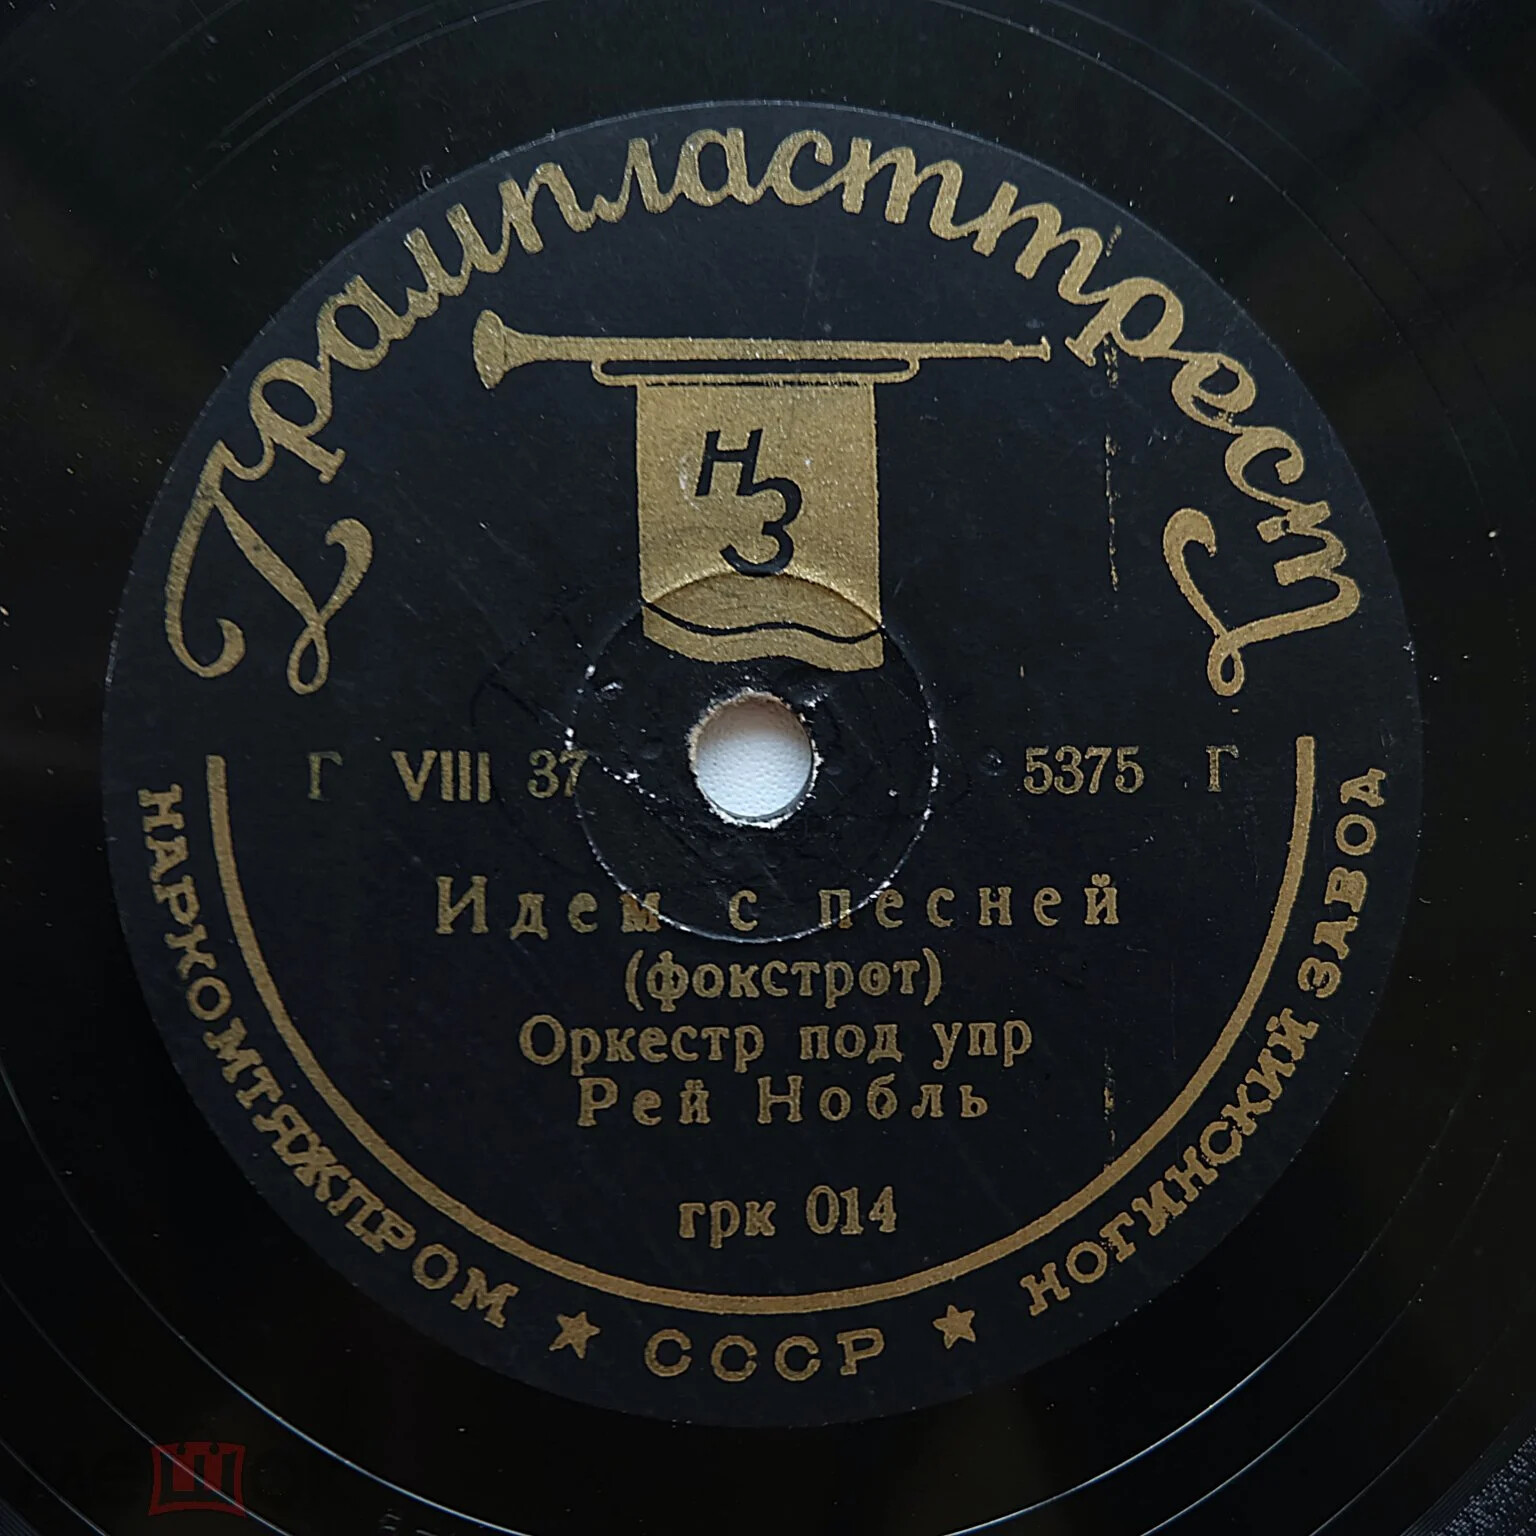 Грампласттрест
НЗ
Г VIII 37 5375 Г
Идем с песней
(фокстрот)
Оркестр под упр
Рей Нобль
грк 014
НАРКОМТЯЖПРОМ ★ СССР ★ НОГИНСКИЙ ЗАВОД